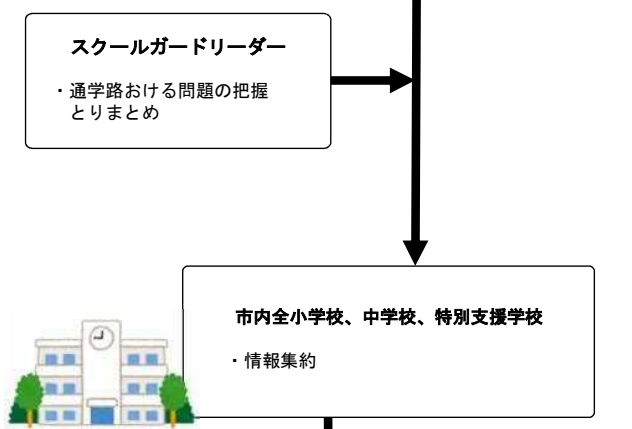 スクールガードリーダー
・通学路おける問題の把握
とりまとめ
市内全小学校、中学校、特別支援学校
・情報集約